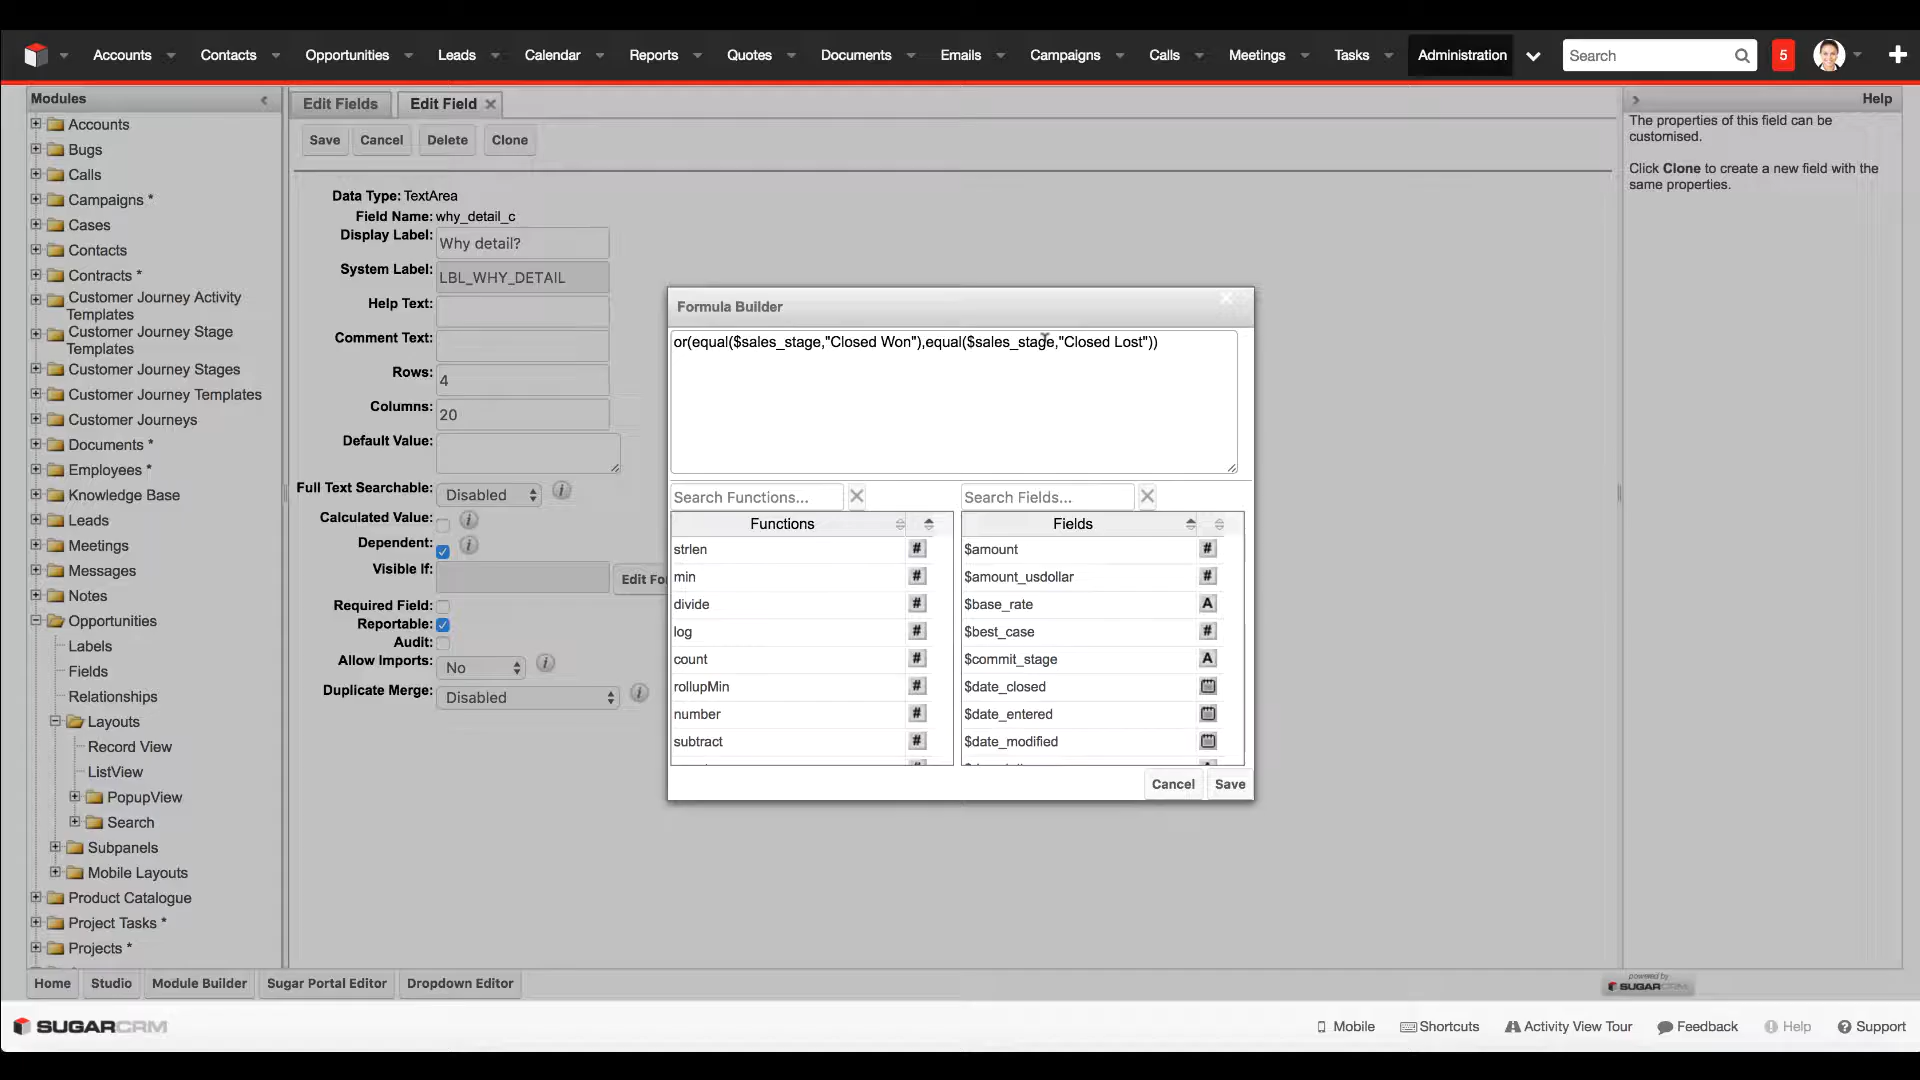 Accounts
Contacts
Opportunities
Leads
Calendar
Reports
Quotes
Documents
Emails
Campaigns
Calls
Meetings
Tasks
Administration
Search
5
Modules
Accounts
Bugs
Calls
Campaigns *
Cases
Contacts
Contracts *
Customer Journey Activity
Templates
Customer Journey Stage
Templates
Customer Journey Stages
Customer Journey Templates
Customer Journeys
Documents *
Employees *
Knowledge Base
Leads
Meetings
Messages
Notes
Opportunities
Labels
Fields
Relationships
Layouts
Record View
ListView
PopupView
Search
Subpanels
Mobile Layouts
Product Catalogue
Project Tasks *
Projects *
Edit Fields
Edit Field
Save
Cancel
Delete
Clone
Data Type: TextArea
Field Name: why_detail_c
Display Label: Why detail?
System Label: LBL_WHY_DETAIL
Help Text:
Comment Text:
Rows: 4
Columns: 20
Default Value:
Full Text Searchable: Disabled
Calculated Value:
Dependent:
Visible If: Edit Fo
Required Field:
Reportable:
Audit:
Allow Imports: No
Duplicate Merge: Disabled
Formula Builder
or(equal($sales_stage,"Closed Won"),equal($sales_stage,"Closed Lost"))
Search Functions...
Functions
strlen #
min #
divide #
log #
count #
rollupMin #
number #
subtract #
Search Fields...
Fields
$amount #
$amount_usdollar #
$base_rate A
$best_case #
$commit_stage A
$date_closed
$date_entered
$date_modified
Cancel
Save
Help
The properties of this field can be
customised.
Click Clone to create a new field with the
same properties.
Home
Studio
Module Builder
Sugar Portal Editor
Dropdown Editor
powered by
SUGARCRM
SUGARCRM
Mobile
Shortcuts
Activity View Tour
Feedback
Help
Support